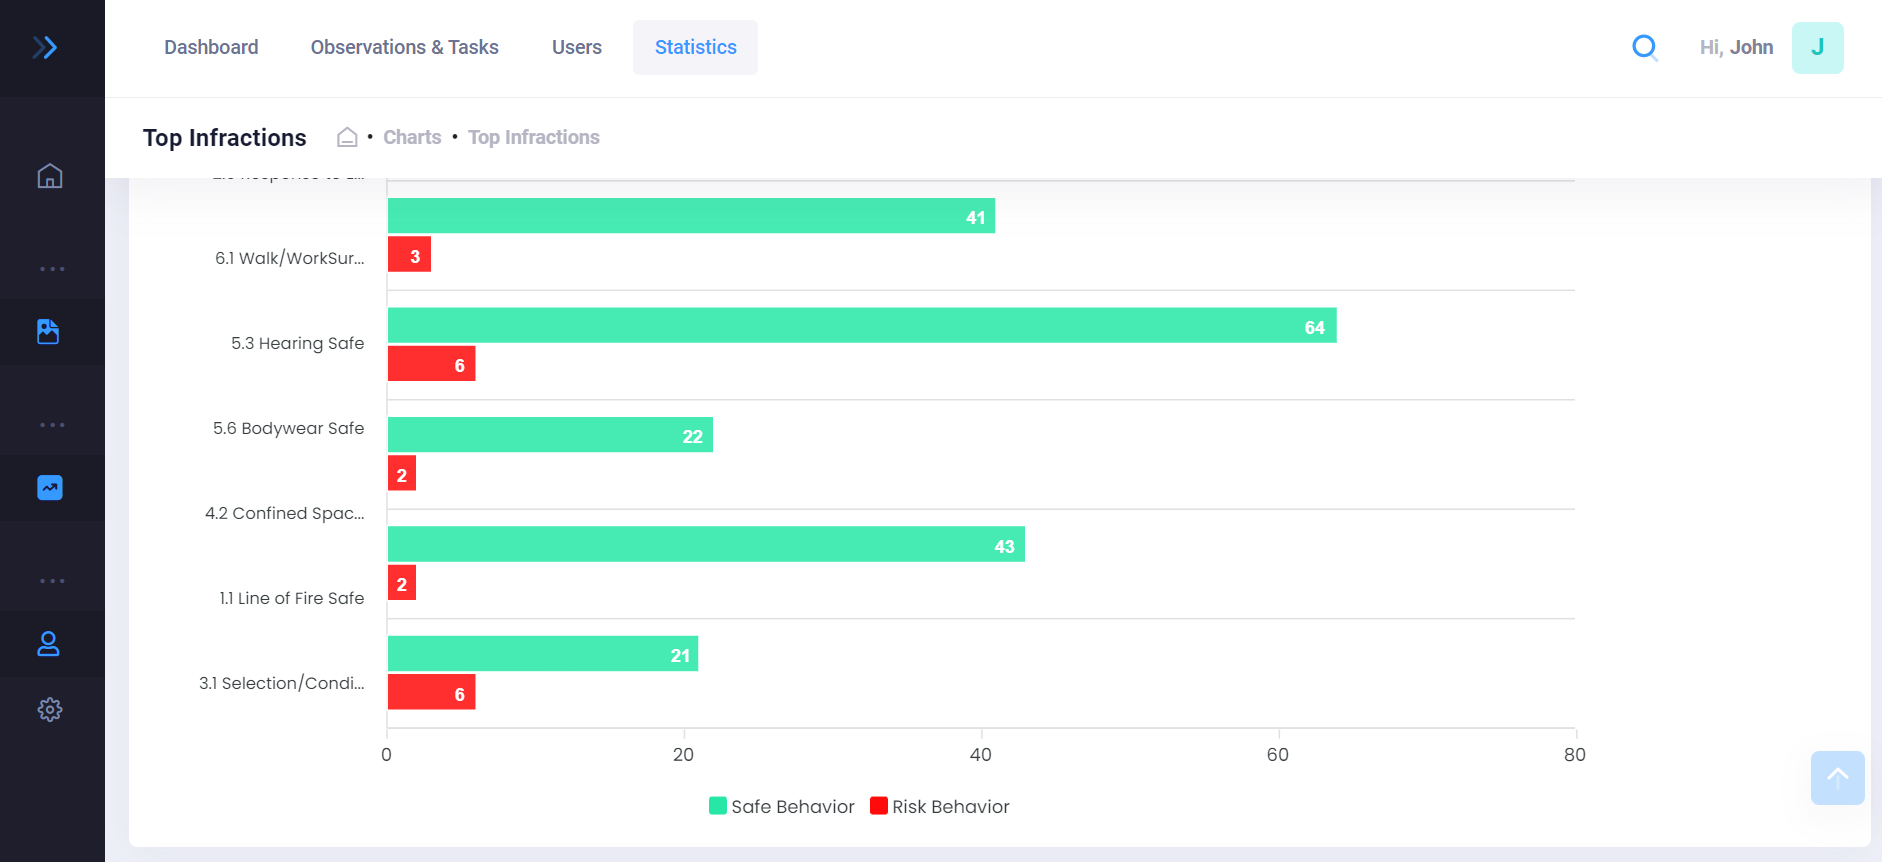 Dashboard
Observations & Tasks
Users
Statistics
Hi, John
J
Top Infractions
• Charts • Top Infractions
41
6.1 Walk/WorkSur...
3
64
5.3 Hearing Safe
6
5.6 Bodywear Safe
22
2
4.2 Confined Spac...
43
2
1.1 Line of Fire Safe
21
3.1 Selection/Condi...
6
0 20 40 60 80
Safe Behavior Risk Behavior